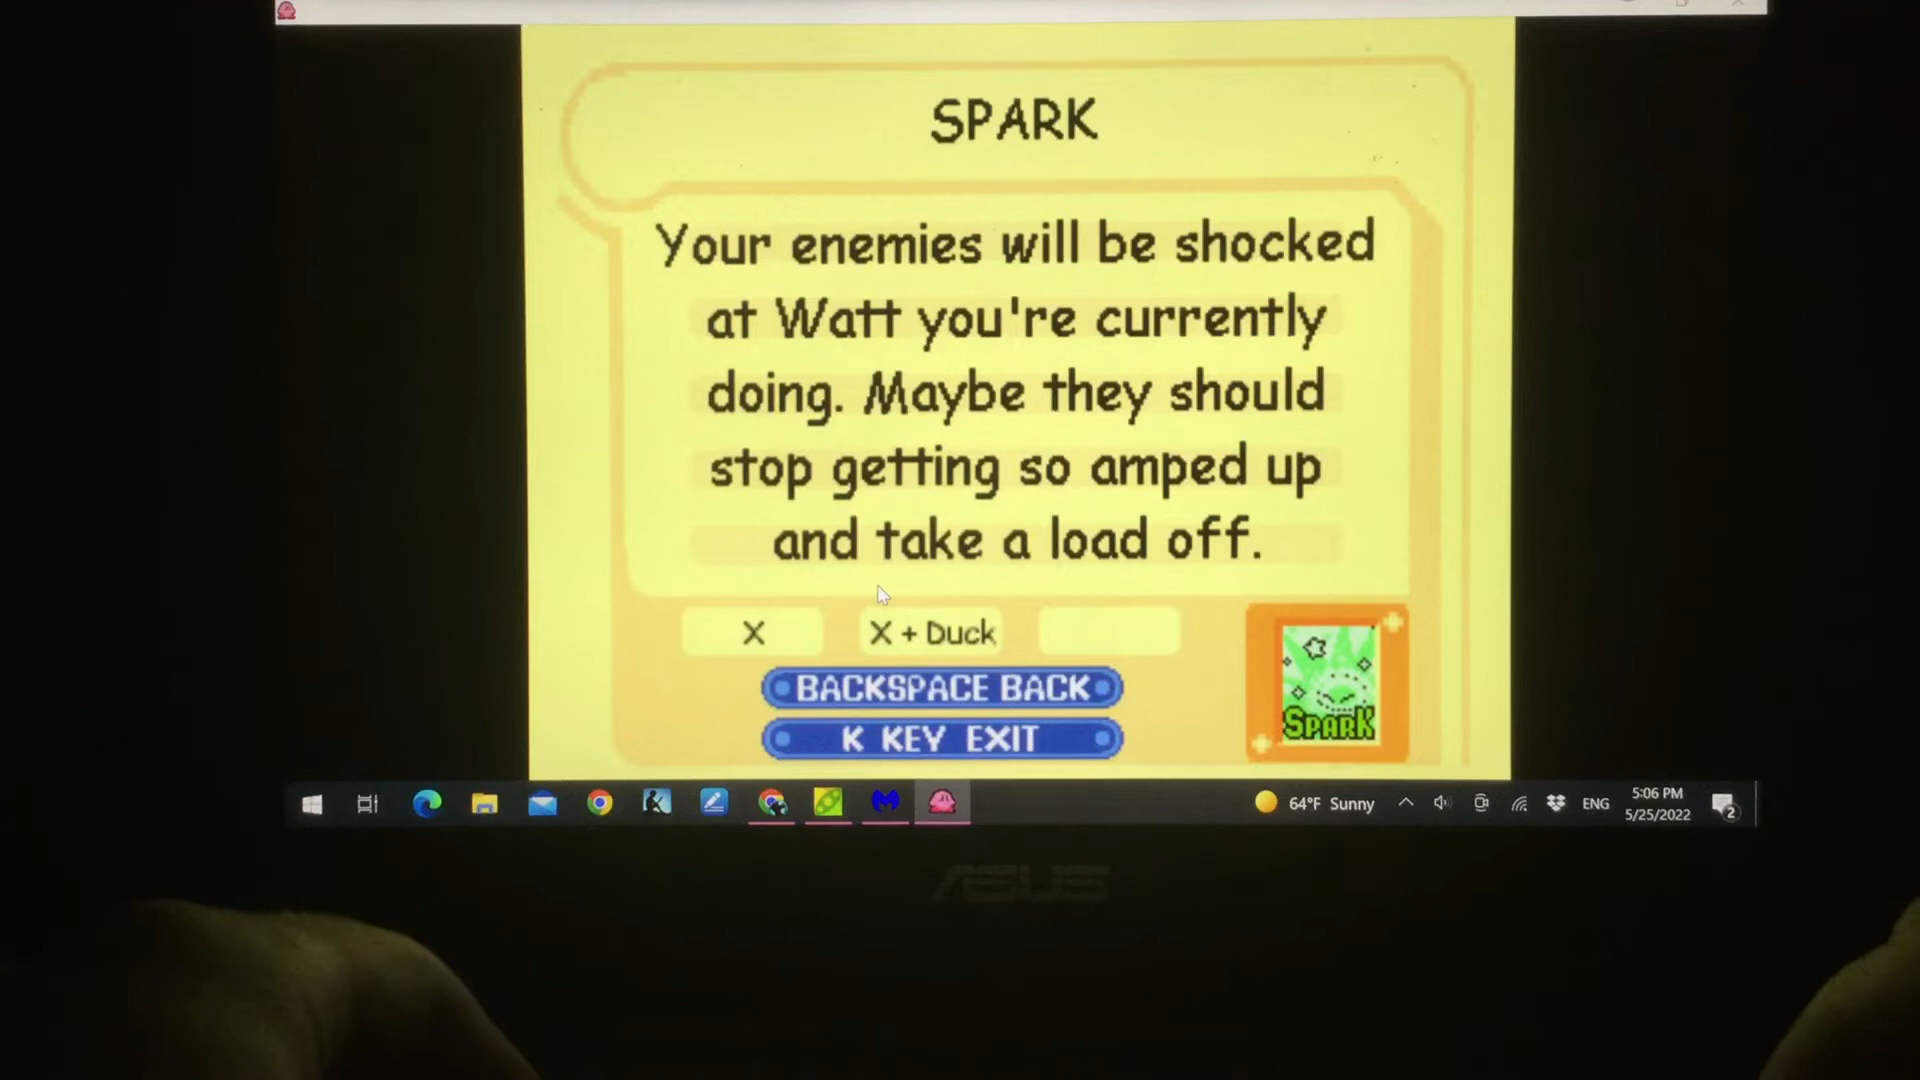 SPARK
Your enemies will be shocked
at Watt you're currently
doing. Maybe they should
stop getting so amped up
and take a load off.
X
X + Duck
BACKSPACE BACK
K KEY EXIT
SPARK
64°F Sunny
ENG
5:06 PM
5/25/2022
2
ASUS